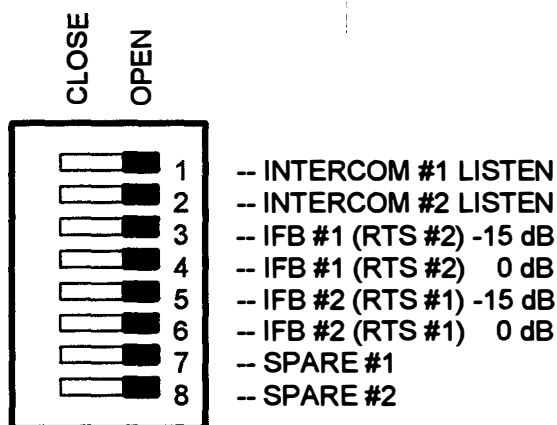 CLOSE OPEN
1 -- INTERCOM #1 LISTEN
2 -- INTERCOM #2 LISTEN
3 -- IFB #1 (RTS #2) -15 dB
4 -- IFB #1 (RTS #2) 0 dB
5 -- IFB #2 (RTS #1) -15 dB
6 -- IFB #2 (RTS #1) 0 dB
7 -- SPARE #1
8 -- SPARE #2